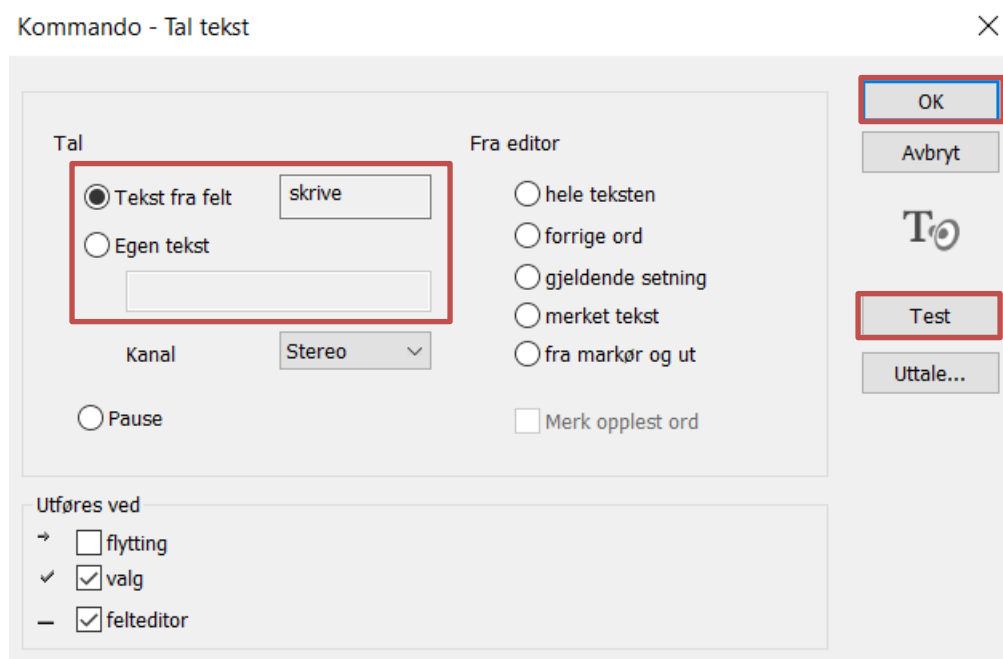 Kommando - Tal tekst
OK
Avbryt
Tal
Tekst fra felt
skrive
Egen tekst
Kanal
Stereo
Pause
Fra editor
hele teksten
forrige ord
gjeldende setning
merket tekst
fra markør og ut
Merk opplest ord
T
Test
Uttale...
Utføres ved
flytting
valg
felteditor